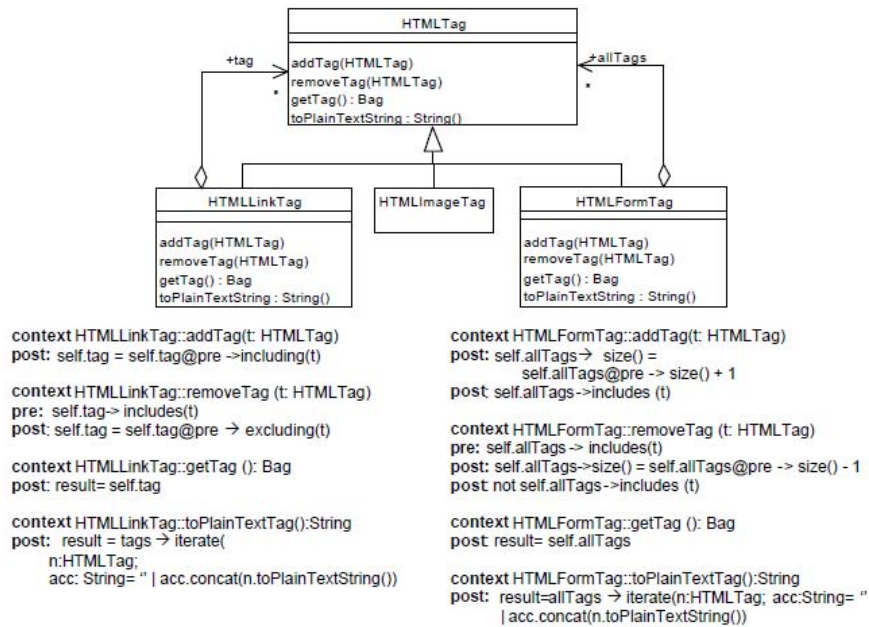 HTMLTag
addTag(HTMLTag)
removeTag(HTMLTag)
getTag() : Bag
toPlainTextString : String()
+tag
*
+allTags
*
HTMLLinkTag
addTag(HTMLTag)
removeTag(HTMLTag)
getTag() : Bag
toPlainTextString : String()
HTMLImageTag
HTMLFormTag
addTag(HTMLTag)
removeTag(HTMLTag)
getTag() : Bag
toPlainTextString : String()
context HTMLLinkTag::addTag(t: HTMLTag)
post: self.tag = self.tag@pre ->including(t)
context HTMLLinkTag::removeTag (t: HTMLTag)
pre: self.tag-> includes(t)
post: self.tag = self.tag@pre → excluding(t)
context HTMLLinkTag::getTag (): Bag
post: result= self.tag
context HTMLLinkTag::toPlainTextTag():String
post: result = tags → iterate(
n:HTMLTag;
acc: String= ‘’ | acc.concat(n.toPlainTextString())
context HTMLFormTag::addTag(t: HTMLTag)
post: self.allTags→ size() =
self.allTags@pre -> size() + 1
post: self.allTags->includes (t)
context HTMLFormTag::removeTag (t: HTMLTag)
pre: self.allTags-> includes(t)
post: self.allTags->size() = self.allTags@pre -> size() - 1
post: not self.allTags->includes (t)
context HTMLFormTag::getTag (): Bag
post: result= self.allTags
context HTMLFormTag::toPlainTextTag():String
post: result=allTags → iterate(n:HTMLTag; acc:String= ‘’
| acc.concat(n.toPlainTextString())